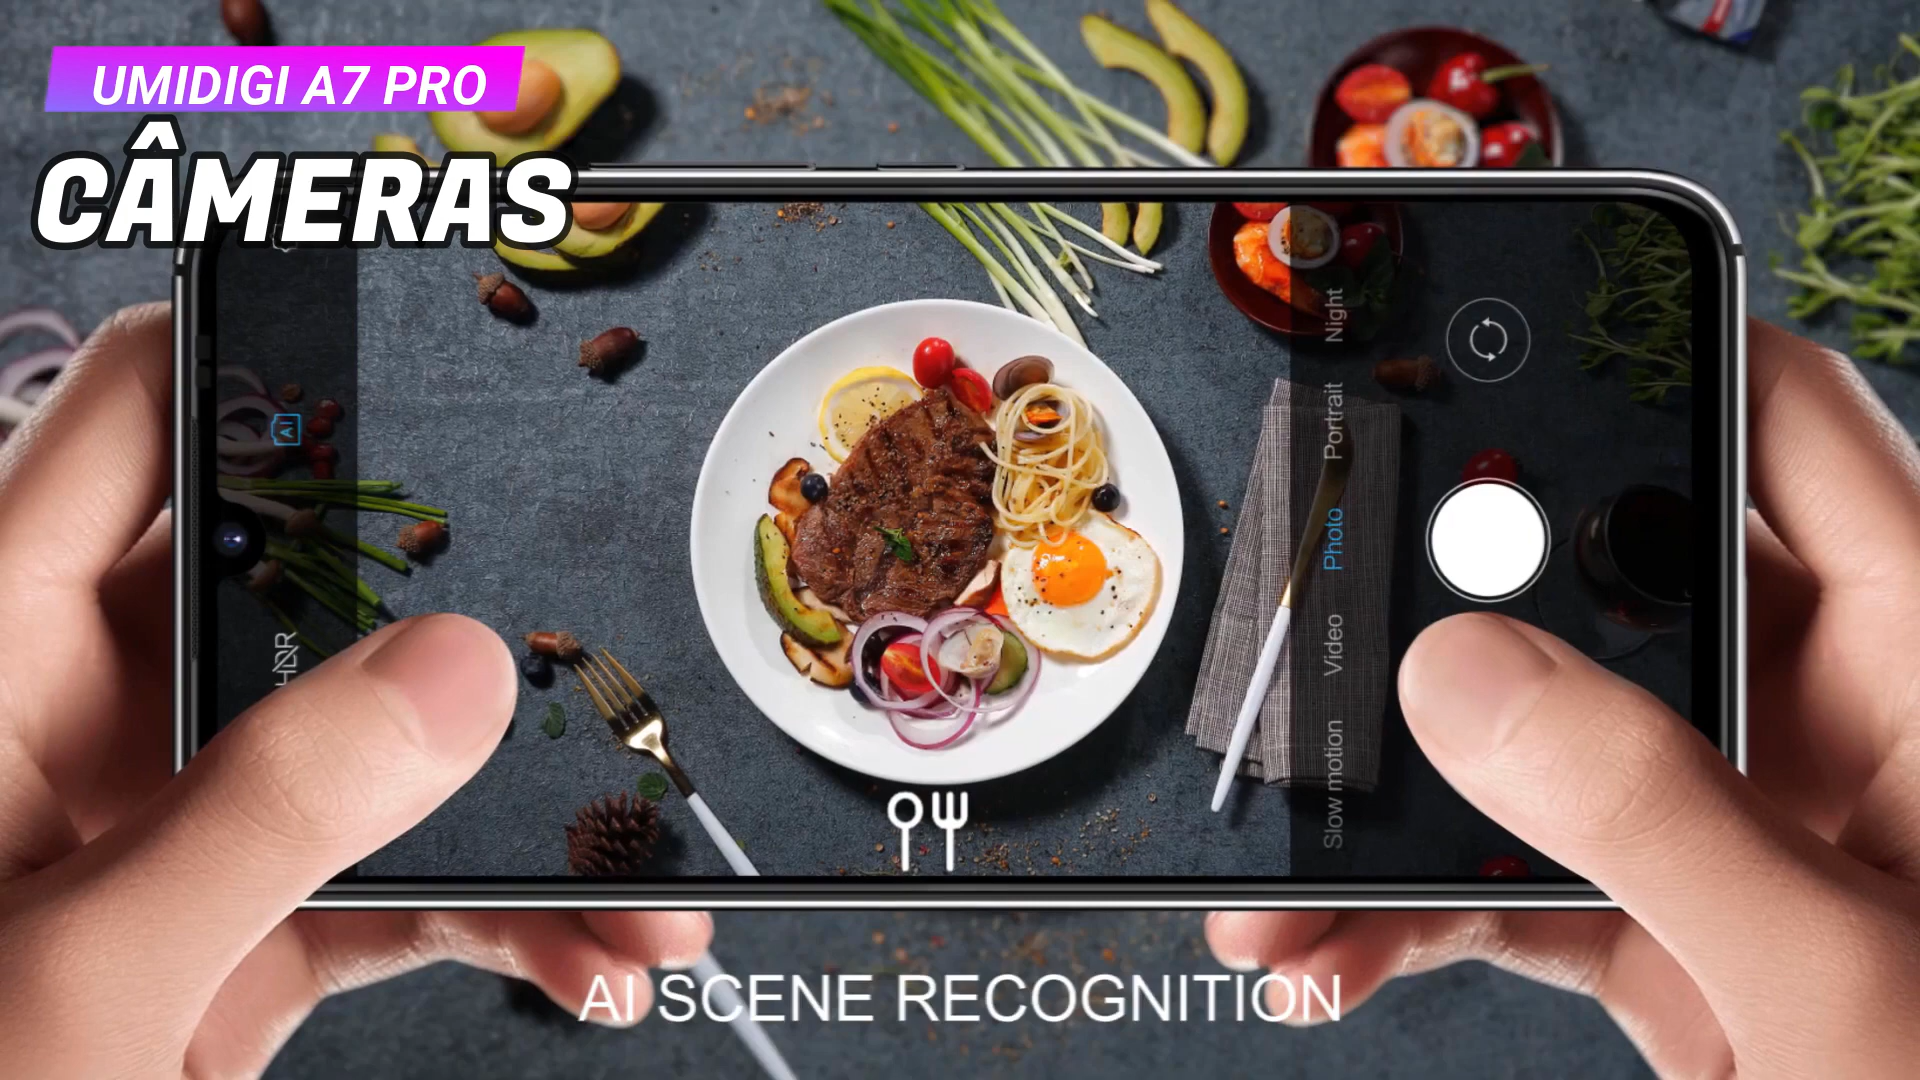 UMIDIGI A7 PRO
CÂMERAS
AI
HDR
Night
Portrait
Photo
Video
Slow motion
AI SCENE RECOGNITION